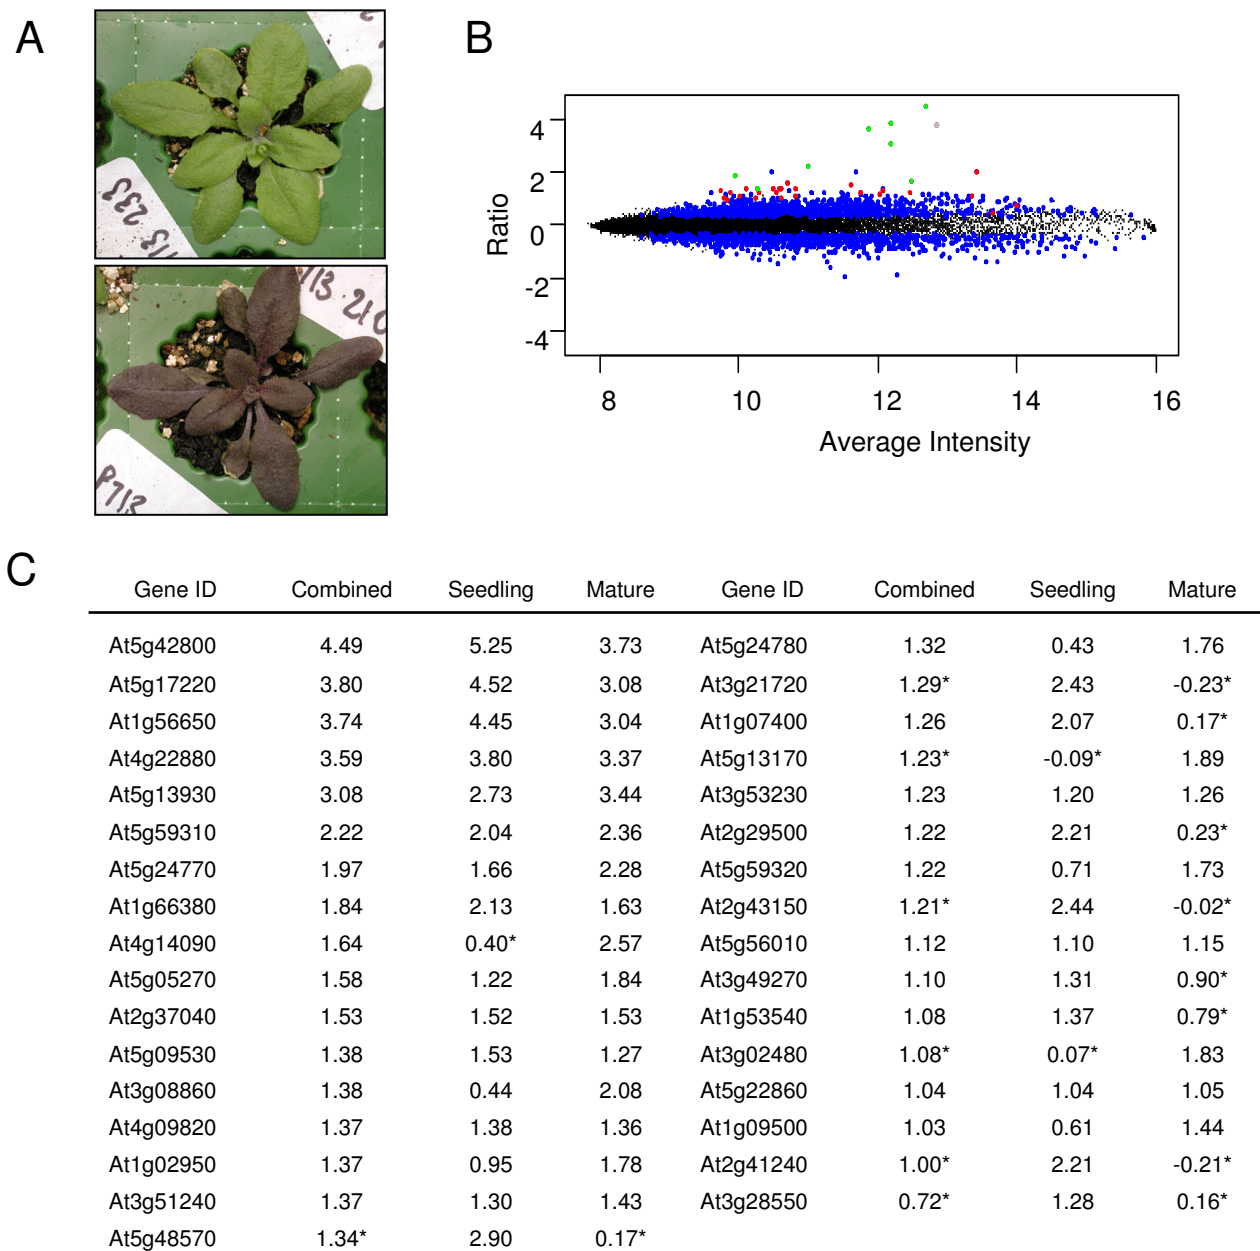 A
B
233
713
713 · 210
P713
4
2
0
-2
-4
Ratio
8 10 12 14 16
Average Intensity
C
Gene ID Combined Seedling Mature Gene ID Combined Seedling Mature
At5g42800 4.49 5.25 3.73 At5g24780 1.32 0.43 1.76
At5g17220 3.80 4.52 3.08 At3g21720 1.29* 2.43 -0.23*
At1g56650 3.74 4.45 3.04 At1g07400 1.26 2.07 0.17*
At4g22880 3.59 3.80 3.37 At5g13170 1.23* -0.09* 1.89
At5g13930 3.08 2.73 3.44 At3g53230 1.23 1.20 1.26
At5g59310 2.22 2.04 2.36 At2g29500 1.22 2.21 0.23*
At5g24770 1.97 1.66 2.28 At5g59320 1.22 0.71 1.73
At1g66380 1.84 2.13 1.63 At2g43150 1.21* 2.44 -0.02*
At4g14090 1.64 0.40* 2.57 At5g56010 1.12 1.10 1.15
At5g05270 1.58 1.22 1.84 At3g49270 1.10 1.31 0.90*
At2g37040 1.53 1.52 1.53 At1g53540 1.08 1.37 0.79*
At5g09530 1.38 1.53 1.27 At3g02480 1.08* 0.07* 1.83
At3g08860 1.38 0.44 2.08 At5g22860 1.04 1.04 1.05
At4g09820 1.37 1.38 1.36 At1g09500 1.03 0.61 1.44
At1g02950 1.37 0.95 1.78 At2g41240 1.00* 2.21 -0.21*
At3g51240 1.37 1.30 1.43 At3g28550 0.72* 1.28 0.16*
At5g48570 1.34* 2.90 0.17*